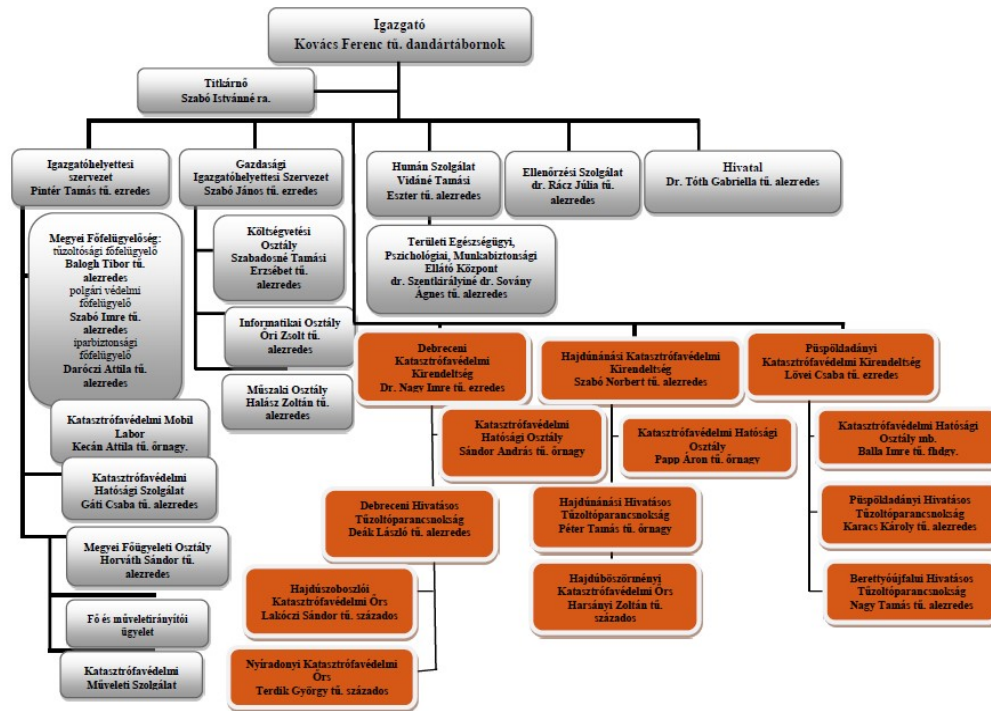 Igazgató
Kovács Ferenc tű. dandártábornok
Titkárnő
Szabó Istvánné ra.
Igazgatóhelyettesi
szervezet
Pintér Tamás tű. ezredes
Gazdasági
Igazgatóhelyettesi Szervezet
Szabó János tű. ezredes
Humán Szolgálat
Vidáné Tamási
Eszter tű. alezredes
Ellenőrzési Szolgálat
dr. Rácz Júlia tű.
alezredes
Hivatal
Dr. Tóth Gabriella tű. alezredes
Megyei Főfelügyelőség:
tűzoltósági főfelügyelő
Balogh Tibor tű.
alezredes
polgári védelmi
főfelügyelő
Szabó Imre tű.
alezredes
iparbiztonsági
főfelügyelő
Daróczi Attila tű.
alezredes
Költségvetési
Osztály
Szabadosné Tamási
Erzsébet tű.
alezredes
Területi Egészségügyi,
Pszichológiai, Munkabiztonsági
Ellátó Központ
dr. Szentkirályiné dr. Sovány
Ágnes tű. alezredes
Informatikai Osztály
Őri Zsolt tű.
alezredes
Műszaki Osztály
Halász Zoltán tű.
alezredes
Katasztrófavédelmi Mobil
Labor
Kecán Attila tű. őrnagy.
Katasztrófavédelmi
Hatósági Szolgálat
Gáti Csaba tű. alezredes
Megyei Főügyeleti Osztály
Horváth Sándor tű.
alezredes
Fő és műveletirányítói
ügyelet
Katasztrófavédelmi
Műveleti Szolgálat
Debreceni
Katasztrófavédelmi
Kirendeltség
Dr. Nagy Imre tű. ezredes
Hajdúnánási Katasztrófavédelmi
Kirendeltség
Szabó Norbert tű. alezredes
Püspökladányi
Katasztrófavédelmi Kirendeltség
Lővei Csaba tű. ezredes
Katasztrófavédelmi
Hatósági Osztály
Sándor András tű. őrnagy
Katasztrófavédelmi Hatósági
Osztály
Papp Áron tű. őrnagy
Katasztrófavédelmi Hatósági
Osztály mb.
Balla Imre tű. fhdgy.
Debreceni Hivatásos
Tűzoltóparancsnokság
Deák László tű. alezredes
Hajdúnánási Hivatásos
Tűzoltóparancsnokság
Péter Tamás tű. őrnagy
Püspökladányi Hivatásos
Tűzoltóparancsnokság
Karacs Károly tű. alezredes
Hajdúszoboszlói
Katasztrófavédelmi Őrs
Lakóczi Sándor tű. százados
Hajdúböszörményi
Katasztrófavédelmi Őrs
Harsányi Zoltán tű.
százados
Berettyóújfalui Hivatásos
Tűzoltóparancsnokság
Nagy Tamás tű. alezredes
Nyíradonyi Katasztrófavédelmi
Őrs
Terdik György tű. százados